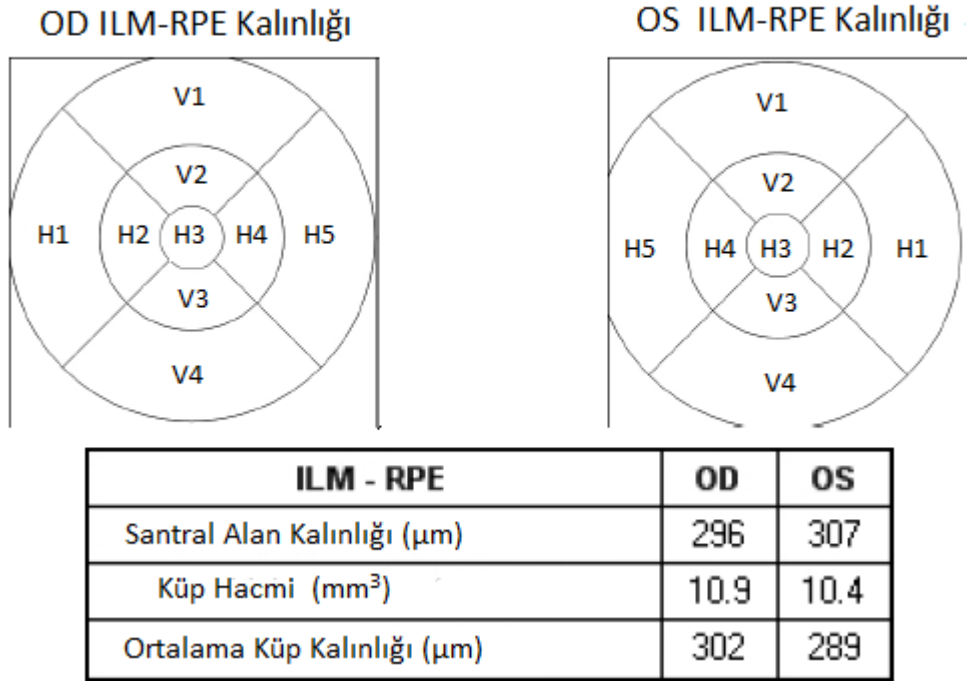 OD ILM-RPE Kalınlığı
V1
V2
H1 H2 H3 H4 H5
V3
V4
OS ILM-RPE Kalınlığı
V1
V2
H5 H4 H3 H2 H1
V3
V4
ILM - RPE OD OS
Santral Alan Kalınlığı (µm) 296 307
Küp Hacmi (mm³) 10.9 10.4
Ortalama Küp Kalınlığı (µm) 302 289